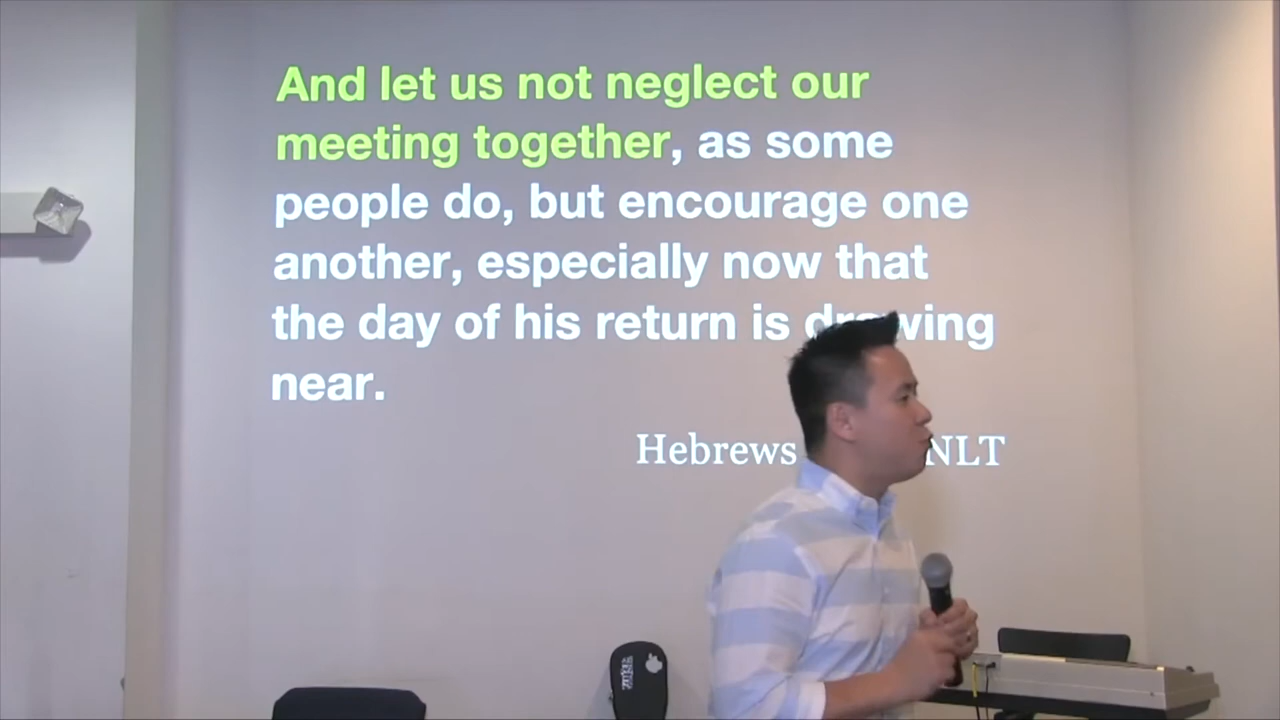 And let us not neglect our
meeting together, as some
people do, but encourage one
another, especially now that
the day of his return is drawing
near.
Hebrews NLT